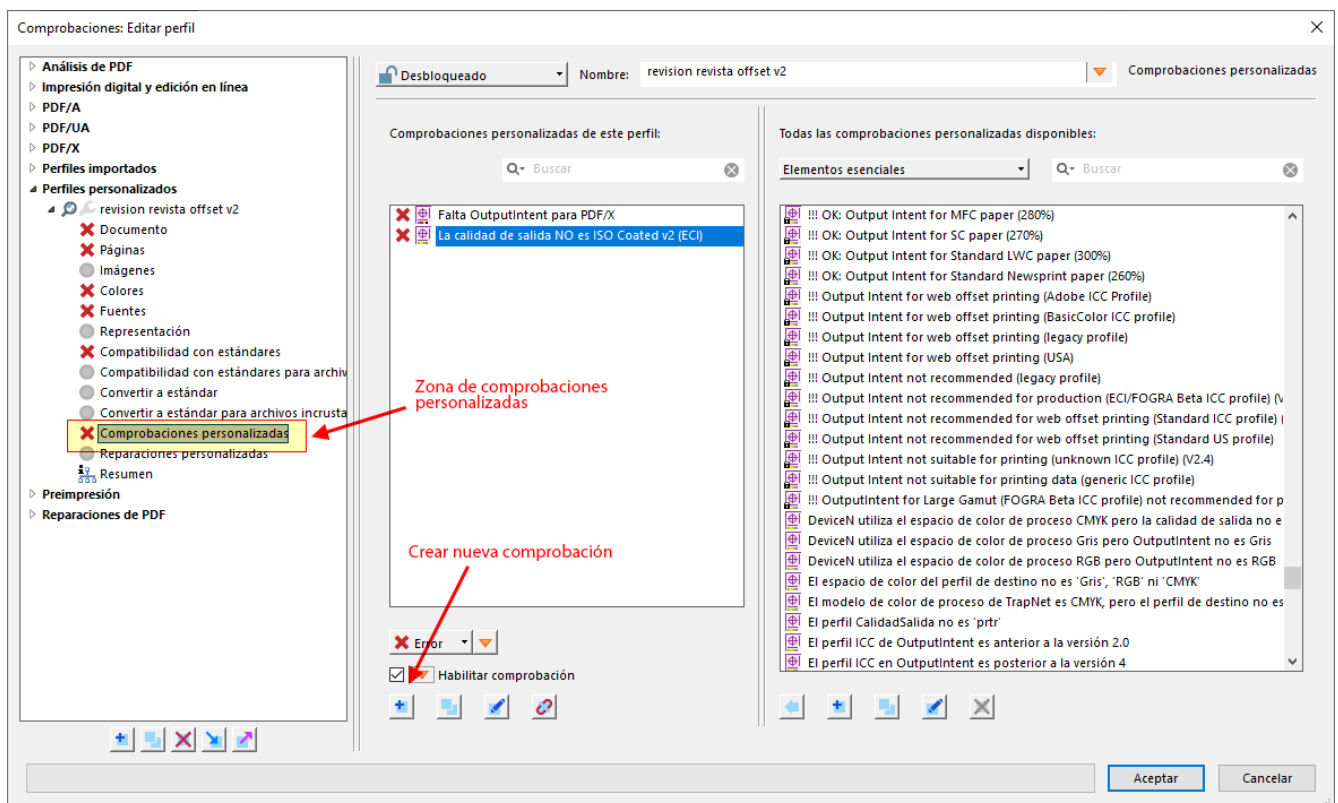 Comprobaciones: Editar perfil
Análisis de PDF
Impresión digital y edición en línea
PDF/A
PDF/UA
PDF/X
Perfiles importados
Perfiles personalizados
revision revista offset v2
Documento
Páginas
Imágenes
Colores
Fuentes
Representación
Compatibilidad con estándares
Compatibilidad con estándares para archiv
Convertir a estándar
Convertir a estándar para archivos incrusta
Comprobaciones personalizadas
Reparaciones personalizadas
Resumen
Preimpresión
Reparaciones de PDF
Desbloqueado
Nombre:
revision revista offset v2
Comprobaciones personalizadas
Comprobaciones personalizadas de este perfil:
Buscar
Falta OutputIntent para PDF/X
La calidad de salida NO es ISO Coated v2 (ECI)
Zona de comprobaciones
personalizadas
Crear nueva comprobación
Error
Habilitar comprobación
Todas las comprobaciones personalizadas disponibles:
Elementos esenciales
Buscar
!!! OK: Output Intent for MFC paper (280%)
!!! OK: Output Intent for SC paper (270%)
!!! OK: Output Intent for Standard LWC paper (300%)
!!! OK: Output Intent for Standard Newsprint paper (260%)
!!! Output Intent for web offset printing (Adobe ICC Profile)
!!! Output Intent for web offset printing (BasicColor ICC profile)
!!! Output Intent for web offset printing (legacy profile)
!!! Output Intent for web offset printing (USA)
!!! Output Intent not recommended (legacy profile)
!!! Output Intent not recommended for production (ECI/FOGRA Beta ICC profile) (V
!!! Output Intent not recommended for web offset printing (Standard ICC profile) (
!!! Output Intent not recommended for web offset printing (Standard US profile)
!!! Output Intent not suitable for printing (unknown ICC profile) (V2.4)
!!! Output Intent not suitable for printing data (generic ICC profile)
!!! OutputIntent for Large Gamut (FOGRA Beta ICC profile) not recommended for p
DeviceN utiliza el espacio de color de proceso CMYK pero la calidad de salida no e
DeviceN utiliza el espacio de color de proceso Gris pero OutputIntent no es Gris
DeviceN utiliza el espacio de color de proceso RGB pero OutputIntent no es RGB
El espacio de color del perfil de destino no es 'Gris', 'RGB' ni 'CMYK'
El modelo de color de proceso de TrapNet es CMYK, pero el perfil de destino no es
El perfil CalidadSalida no es 'prtr'
El perfil ICC de OutputIntent es anterior a la versión 2.0
El perfil ICC en OutputIntent es posterior a la versión 4
Aceptar
Cancelar